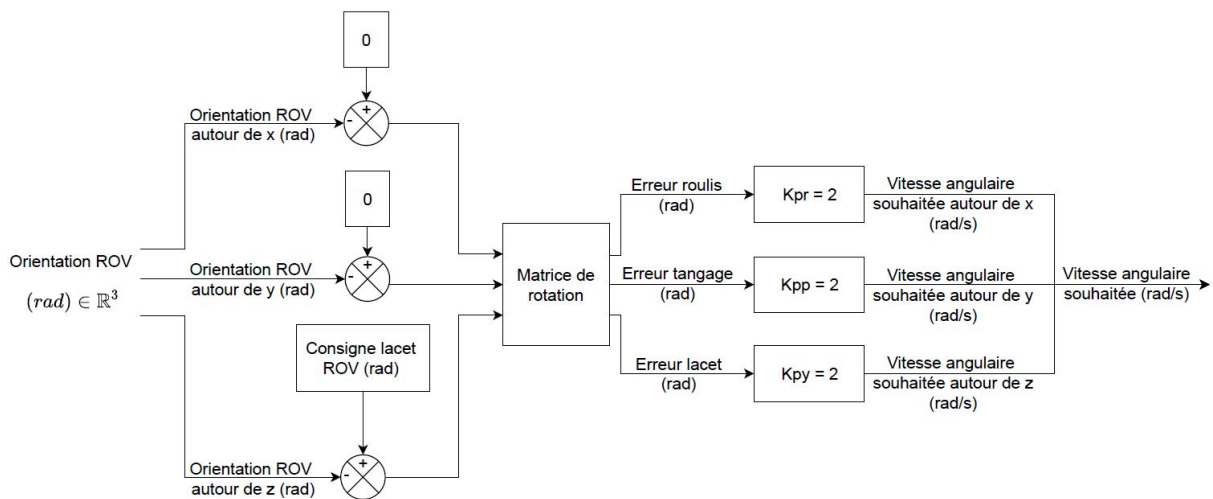 0
+
-
Orientation ROV
autour de x (rad)
0
+
-
Orientation ROV
autour de y (rad)
Orientation ROV
(rad) ∈ ℝ³
Consigne lacet
ROV (rad)
+
-
Orientation ROV
autour de z (rad)
Matrice de
rotation
Erreur roulis
(rad)
Kpr = 2
Vitesse angulaire
souhaitée autour de x
(rad/s)
Erreur tangage
(rad)
Kpp = 2
Vitesse angulaire
souhaitée autour de y
(rad/s)
Erreur lacet
(rad)
Kpy = 2
Vitesse angulaire
souhaitée autour de z
(rad/s)
Vitesse angulaire
souhaitée (rad/s)